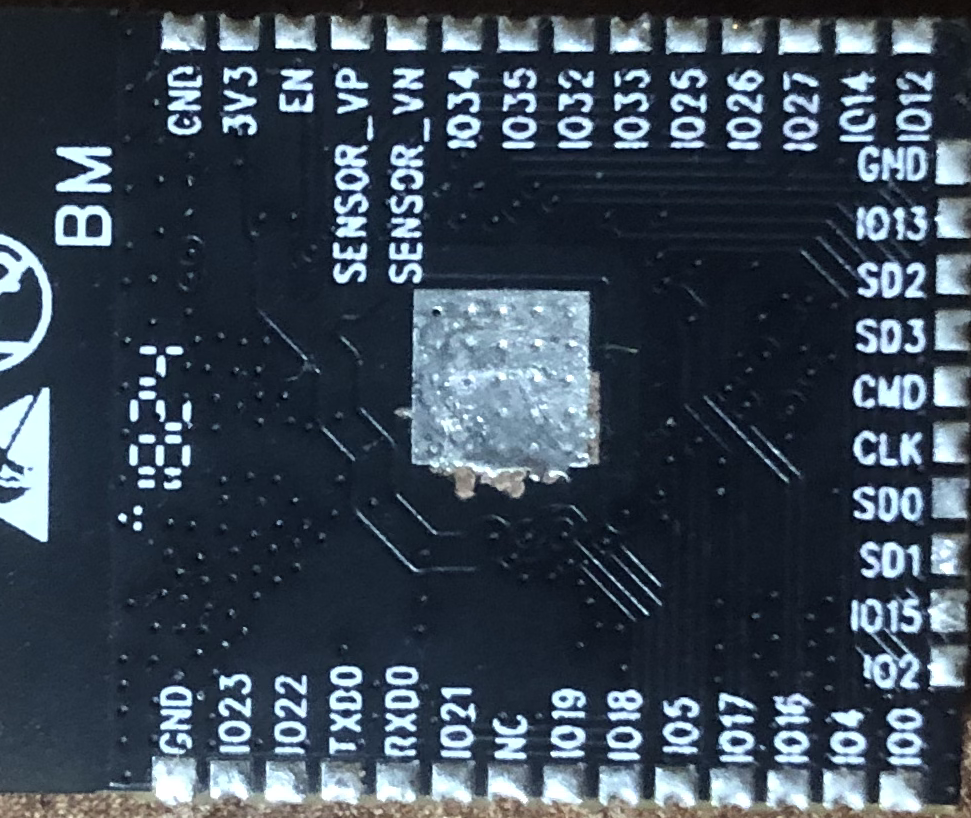 GND
3V3
EN
SENSOR_VP
SENSOR_VN
IO34
IO35
IO32
IO33
IO25
IO26
IO27
IO14
IO12
GND
IO13
SD2
SD3
CMD
CLK
SD0
SD1
IO15
IO2
BM
1824
GND
IO23
IO22
TXD0
RXD0
IO21
NC
IO19
IO18
IO5
IO17
IO16
IO4
IO0